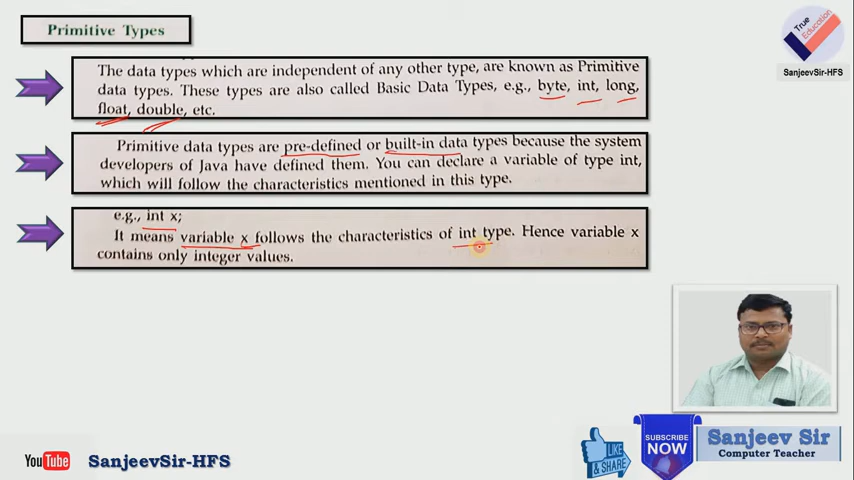 Primitive Types
True
Education
SanjeevSir-HFS
The data types which are independent of any other type, are known as Primitive
data types. These types are also called Basic Data Types, e.g., byte, int, long,
float, double, etc.
Primitive data types are pre-defined or built-in data types because the system
developers of Java have defined them. You can declare a variable of type int,
which will follow the characteristics mentioned in this type.
e.g., int x;
It means variable x follows the characteristics of int type. Hence variable x
contains only integer values.
LIKE
& SHARE
SUBSCRIBE
NOW
Sanjeev Sir
Computer Teacher
YouTube
SanjeevSir-HFS